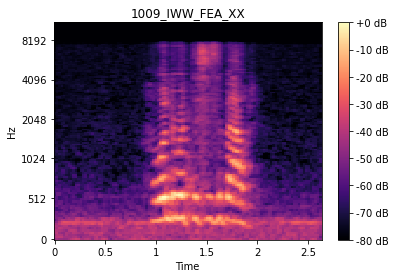 1009_IWW_FEA_XX
8192
4096
2048
1024
512
0
Hz
0
0.5
1
1.5
2
2.5
Time
+0 dB
-10 dB
-20 dB
-30 dB
-40 dB
-50 dB
-60 dB
-70 dB
-80 dB